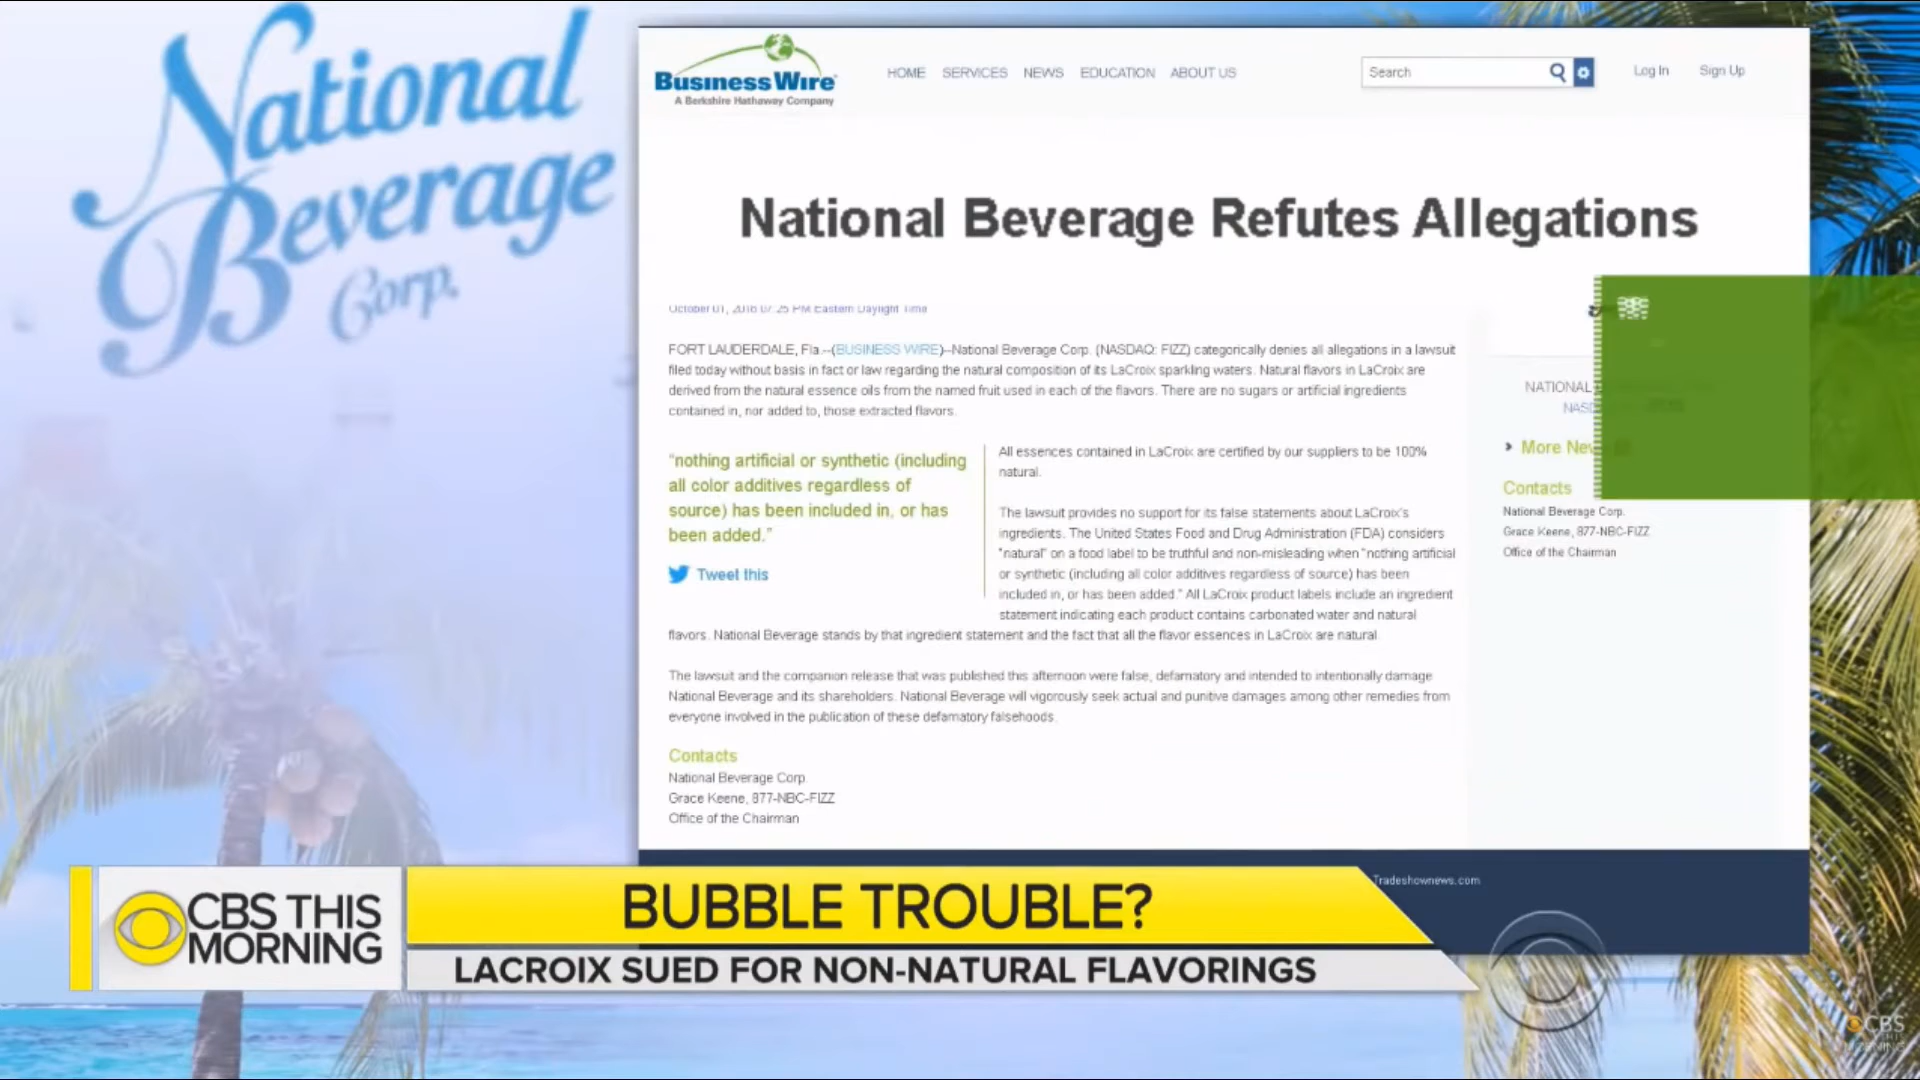 National
Beverage
Corp.
BUSINESS WIRE
A Berkshire Hathaway Company
HOME SERVICES NEWS EDUCATION ABOUT US
Search
Log In Sign Up
National Beverage Refutes Allegations
October 01, 2018 07:25 PM Eastern Daylight Time
FORT LAUDERDALE, Fla.--(BUSINESS WIRE)--National Beverage Corp. (NASDAQ: FIZZ) categorically denies all allegations in a lawsuit
filed today without basis in fact or law regarding the natural composition of its LaCroix sparkling waters. Natural flavors in LaCroix are
derived from the natural essence oils from the named fruit used in each of the flavors. There are no sugars or artificial ingredients
contained in, nor added to, those extracted flavors.
"nothing artificial or synthetic (including
all color additives regardless of
source) has been included in, or has
been added."
Tweet this
All essences contained in LaCroix are certified by our suppliers to be 100%
natural.
The lawsuit provides no support for its false statements about LaCroix's
ingredients. The United States Food and Drug Administration (FDA) considers
"natural" on a food label to be truthful and non-misleading when "nothing artificial
or synthetic (including all color additives regardless of source) has been
included in, or has been added." All LaCroix product labels include an ingredient
statement indicating each product contains carbonated water and natural
flavors. National Beverage stands by that ingredient statement and the fact that all the flavor essences in LaCroix are natural
The lawsuit and the companion release that was published this afternoon were false, defamatory and intended to intentionally damage
National Beverage and its shareholders. National Beverage will vigorously seek actual and punitive damages among other remedies from
everyone involved in the publication of these defamatory falsehoods.
Contacts
National Beverage Corp.
Grace Keene, 877-NBC-FIZZ
Office of the Chairman
NATIONAL
NASD
More New
Contacts
National Beverage Corp.
Grace Keene, 877-NBC-FIZZ
Office of the Chairman
Tradeshownews.com
CBS THIS
MORNING
BUBBLE TROUBLE?
LACROIX SUED FOR NON-NATURAL FLAVORINGS
CBS
THIS
MORNING